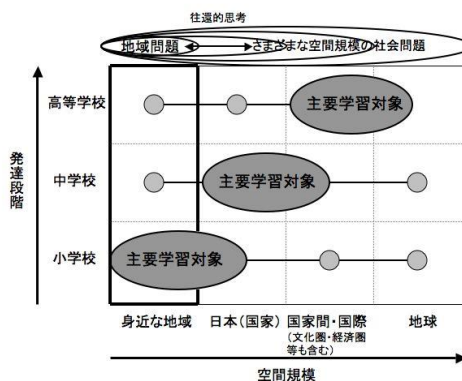 往還的思考
地域問題
さまざまな空間規模の社会問題
発達段階
高等学校
主要学習対象
中学校
主要学習対象
小学校
主要学習対象
身近な地域
日本(国家)
国家間・国際
(文化圏・経済圏
等も含む)
地球
空間規模